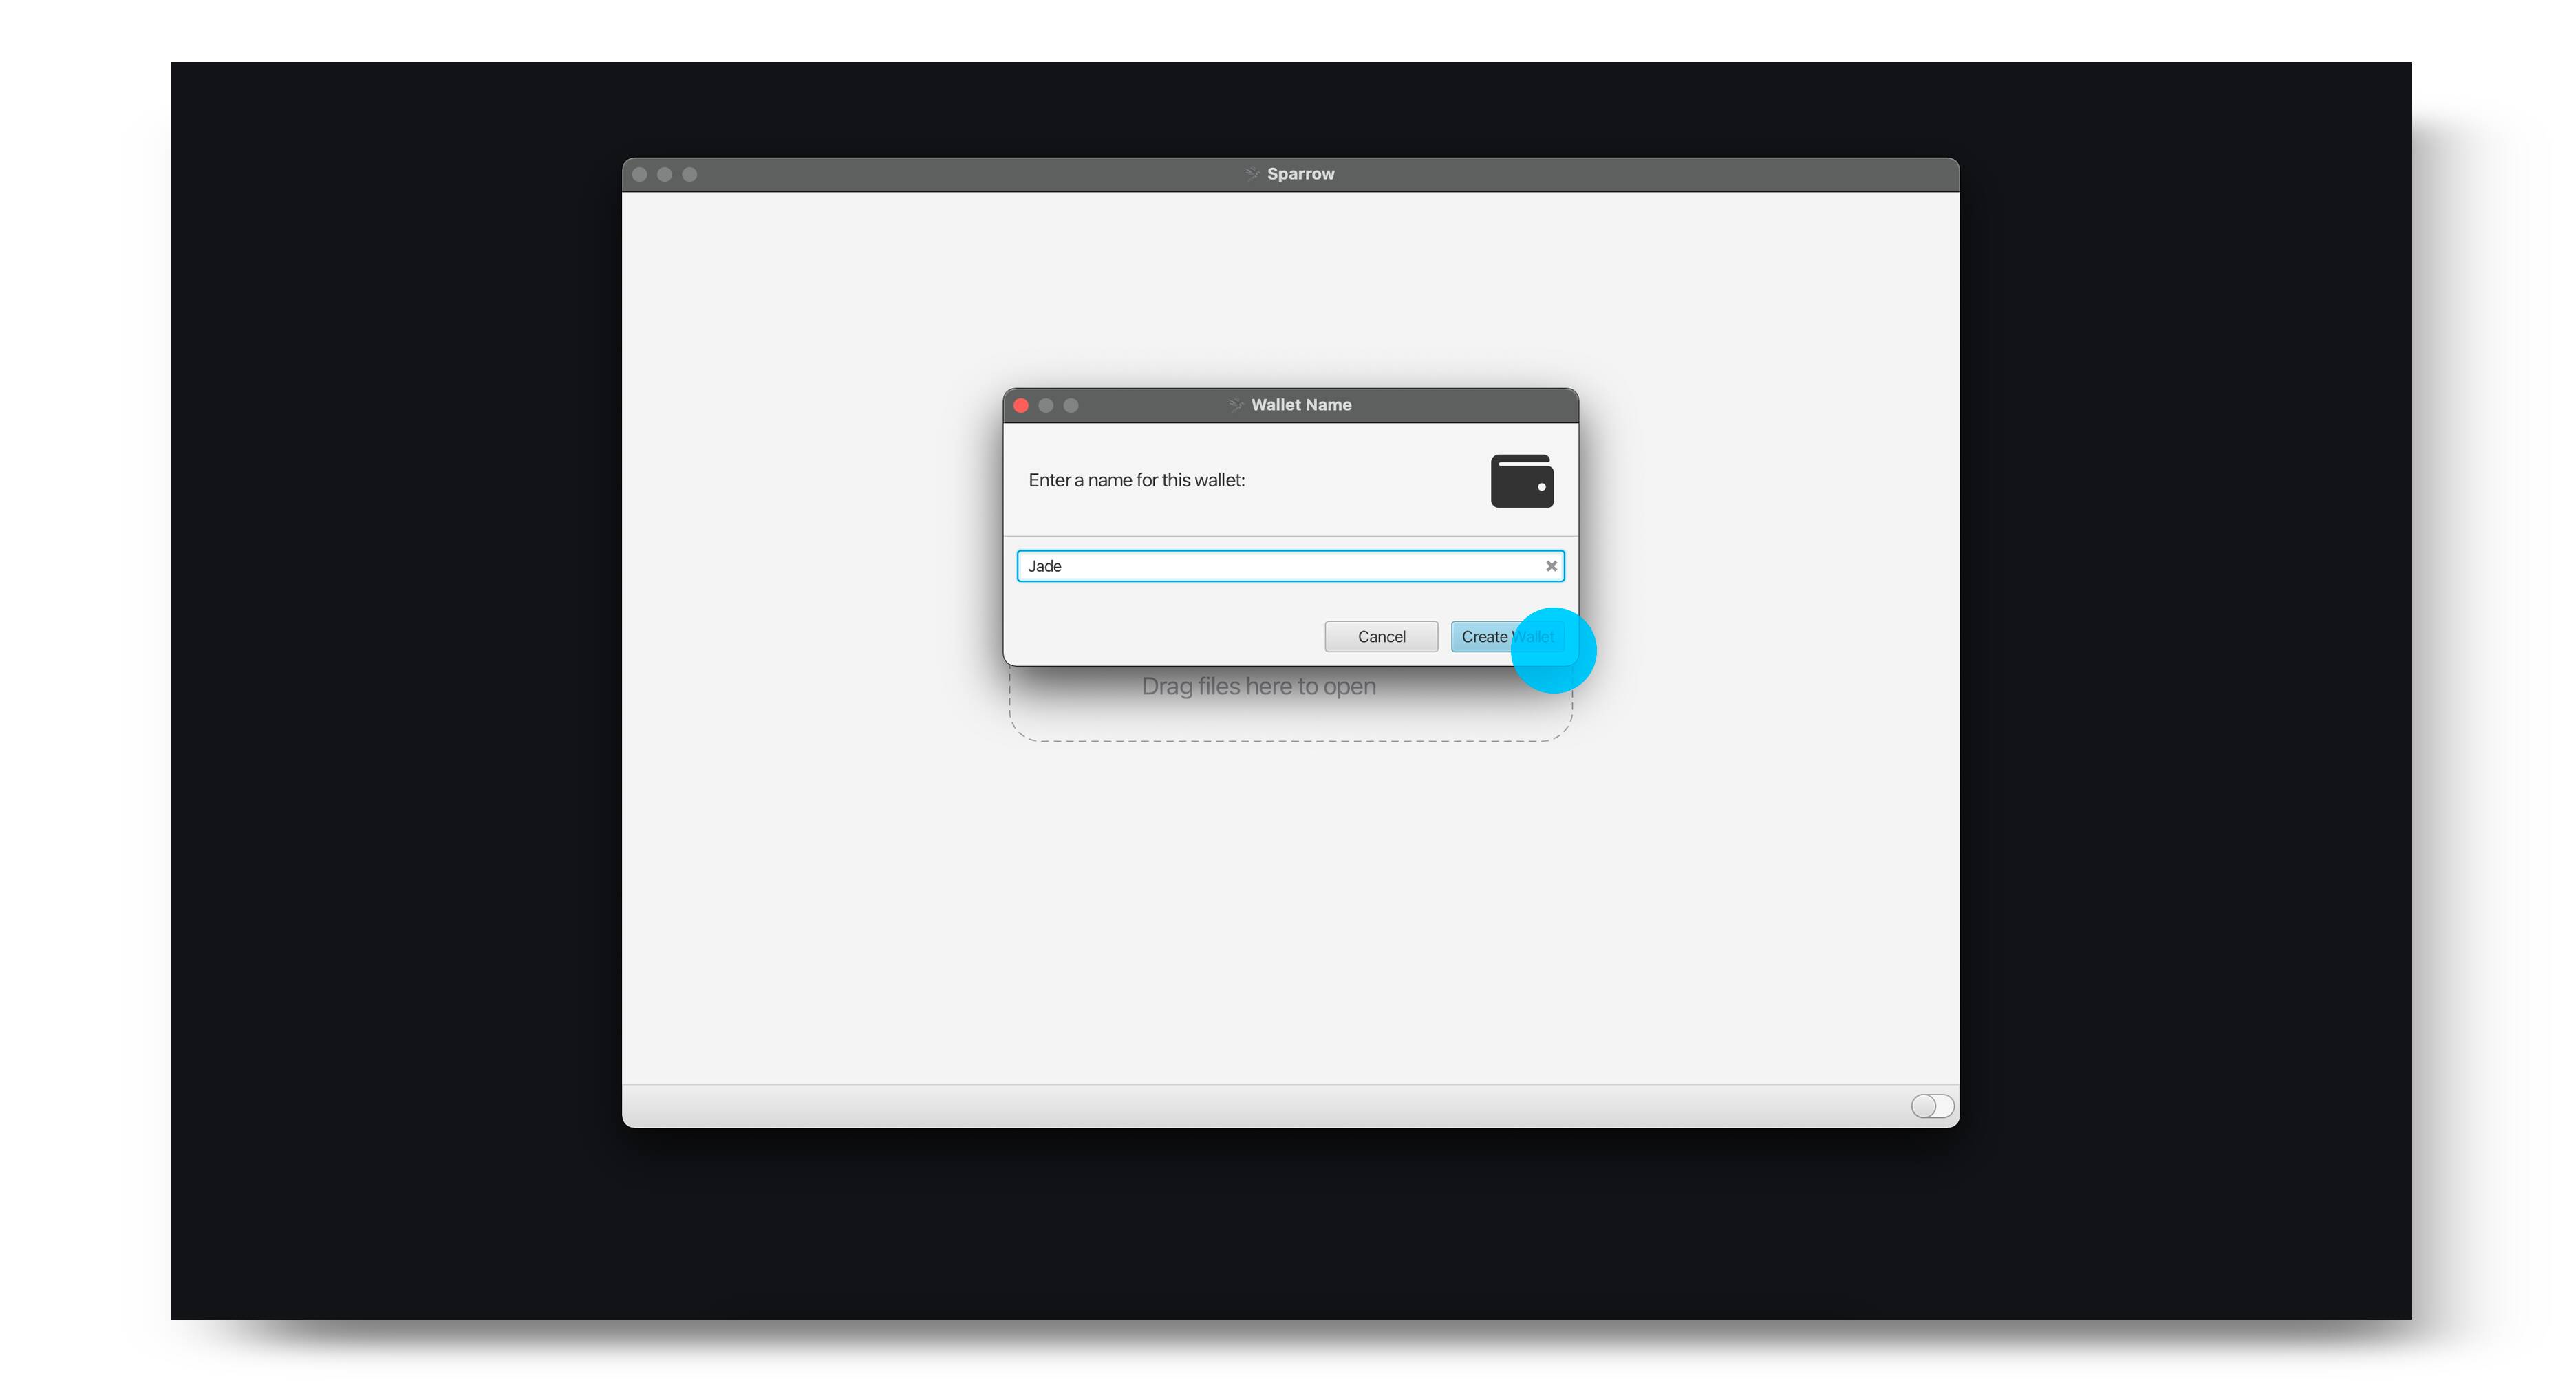 Sparrow
Wallet Name
Enter a name for this wallet:
Jade
Cancel
Create Wallet
Drag files here to open